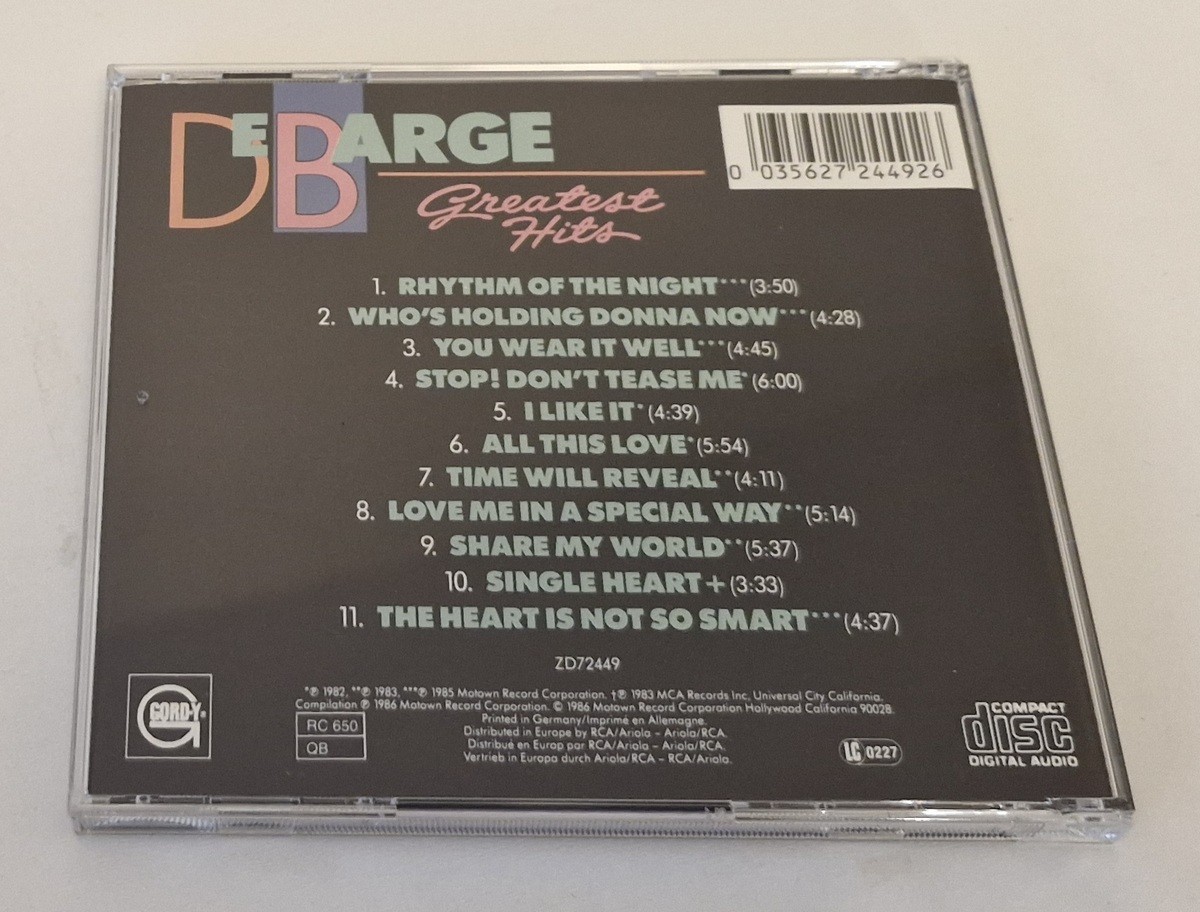 DEBARGE
Greatest
Hits
0 035627 244926
1. RHYTHM OF THE NIGHT***(3:50)
2. WHO'S HOLDING DONNA NOW***(4:28)
3. YOU WEAR IT WELL***(4:45)
4. STOP! DON'T TEASE ME*(6:00)
5. I LIKE IT*(4:39)
6. ALL THIS LOVE*(5:54)
7. TIME WILL REVEAL**(4:11)
8. LOVE ME IN A SPECIAL WAY**(5:14)
9. SHARE MY WORLD**(5:37)
10. SINGLE HEART+(3:33)
11. THE HEART IS NOT SO SMART***(4:37)
ZD72449
*℗ 1982, **℗ 1983, ***℗ 1985 Motown Record Corporation. †℗ 1983 MCA Records Inc, Universal City California.
Compilation ℗ 1986 Motown Record Corporation. © 1986 Motown Record Corporation Hollywood California 90028.
Printed in Germany/Imprimé en Allemagne.
Distributed in Europe by RCA/Ariola – Ariola/RCA.
Distribué en Europ par RCA/Ariola – Ariola/RCA.
Vertrieb in Europa durch Ariola/RCA – RCA/Ariola.
G
GORDY®
RC 650
QB
LC 0227
COMPACT
disc
DIGITAL AUDIO